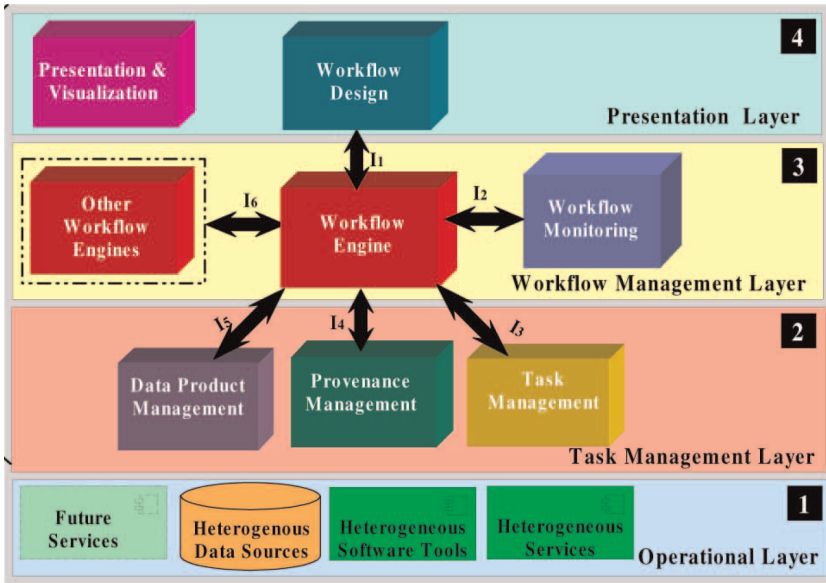 4
Presentation &
Visualization
Workflow
Design
Presentation Layer
I1
3
Other
Workflow
Engines
I6
Workflow
Engine
I2
Workflow
Monitoring
Workflow Management Layer
I5
I4
I3
2
Data Product
Management
Provenance
Management
Task
Management
Task Management Layer
1
Future
Services
Heterogenous
Data Sources
Heterogeneous
Software Tools
Heterogeneous
Services
Operational Layer